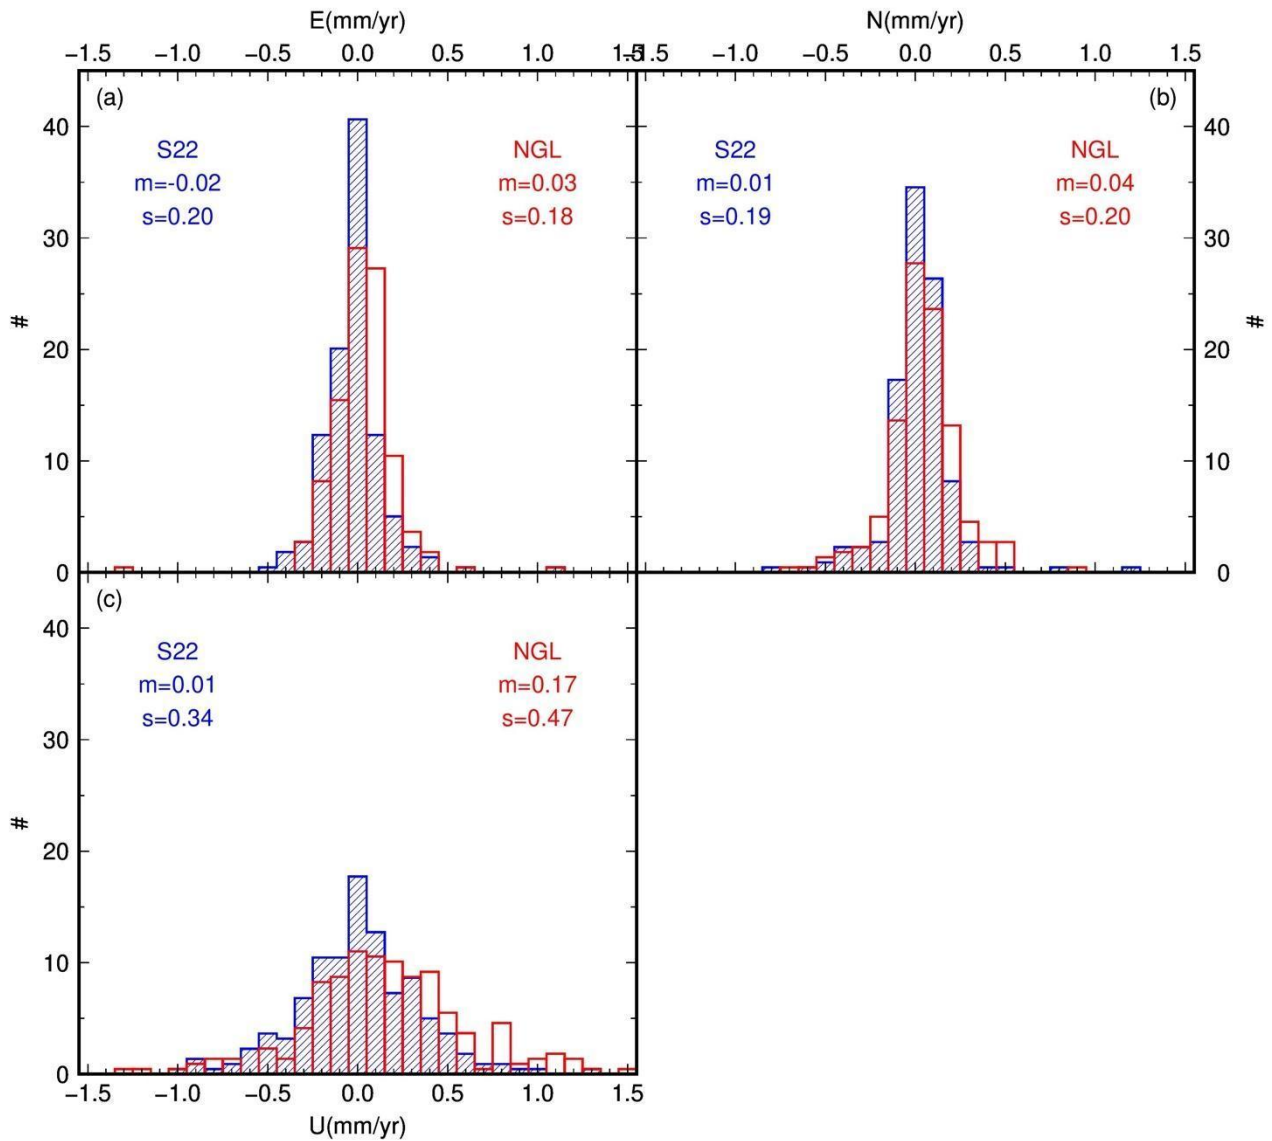 E(mm/yr) N(mm/yr)
−1.5 −1.0 −0.5 0.0 0.5 1.0 1.5 −1.5 −1.0 −0.5 0.0 0.5 1.0 1.5
(a) (b)
40 40
S22 NGL S22 NGL
m=-0.02 m=0.03 m=0.01 m=0.04
s=0.20 s=0.18 s=0.19 s=0.20
30 30
# #
20 20
10 10
0 0
(c)
40
S22 NGL
m=0.01 m=0.17
s=0.34 s=0.47
30
#
20
10
0
−1.5 −1.0 −0.5 0.0 0.5 1.0 1.5
U(mm/yr)